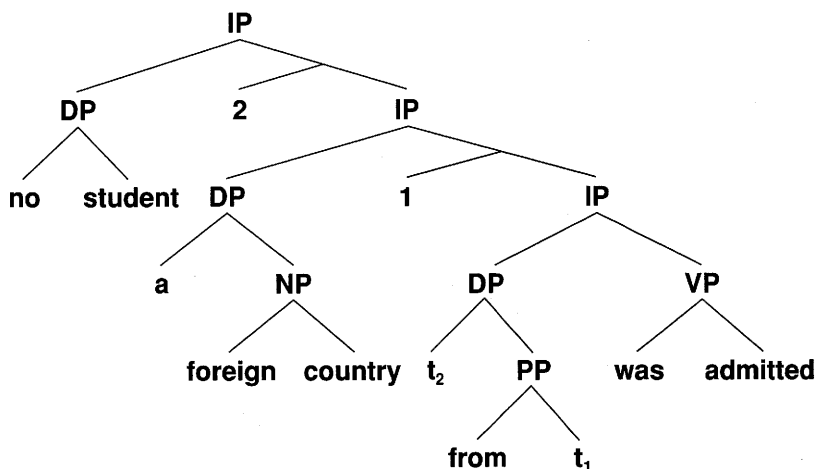 IP
DP 2 IP
no student DP 1 IP
a NP DP VP
foreign country t₂ PP was admitted
from t₁